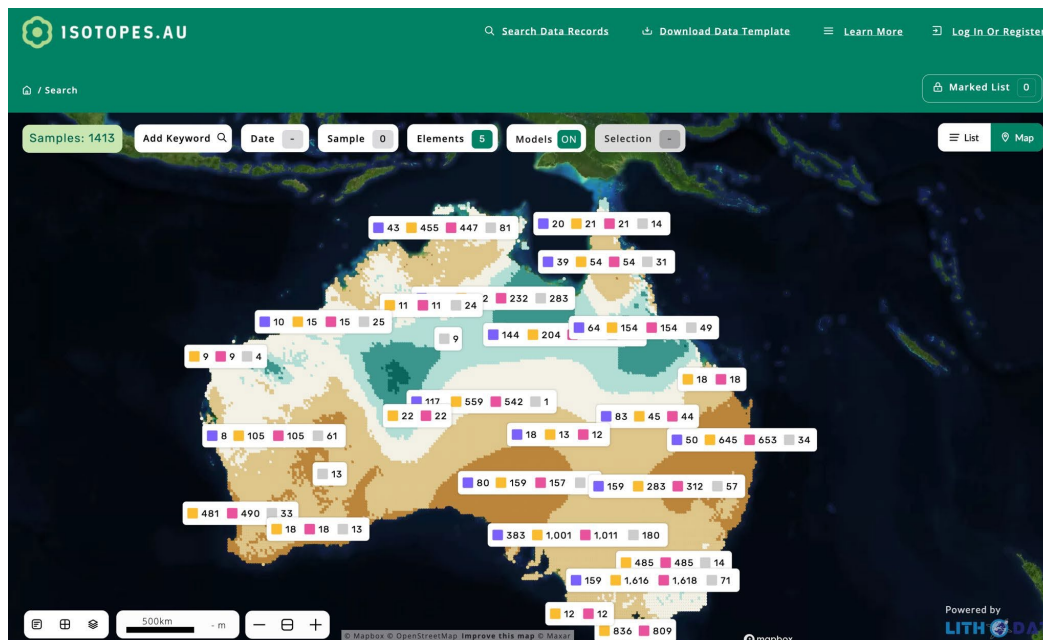 ISOTOPES.AU
Search Data Records
Download Data Template
Learn More
Log In Or Register
/ Search
Marked List 0
Samples: 1413
Add Keyword
Date -
Sample 0
Elements 5
Models ON
Selection -
List
Map
43 455 447 81
20 21 21 14
39 54 54 31
2 232 283
11 11 24
10 15 15 25
144 204
64 154 154 49
9
9 9 4
18 18
117 559 542 1
22 22
83 45 44
8 105 105 61
18 13 12
50 645 653 34
13
80 159 157
159 283 312 57
481 490 33
18 18 13
383 1,001 1,011 180
485 485 14
159 1,616 1,618 71
12 12
836 809
500km
- m
© Mapbox © OpenStreetMap Improve this map © Maxar
mapbox
Powered by